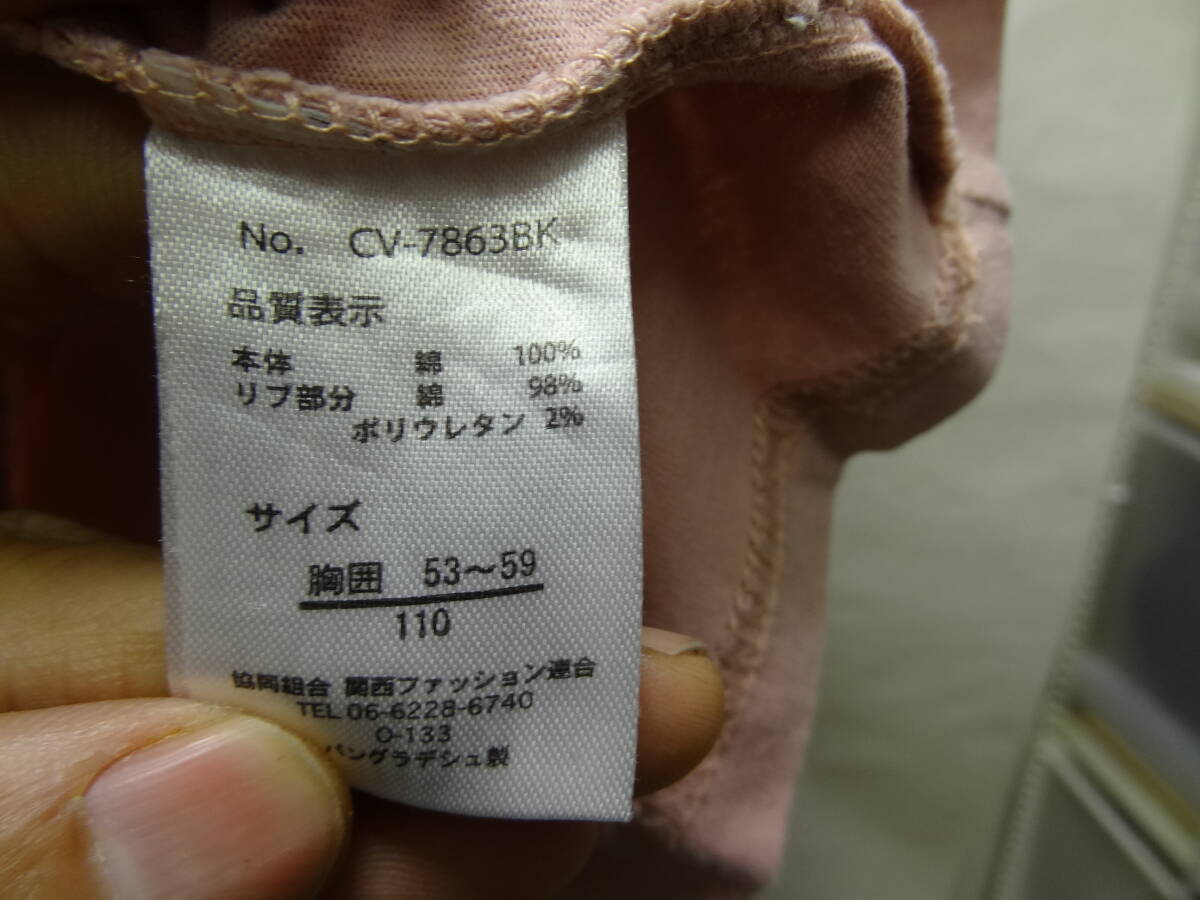 No. CV-7863BK
品質表示
本体 綿 100%
リブ部分 綿 98%
ポリウレタン 2%
サイズ
胸囲 53〜59
110
協同組合 関西ファッション連合
TEL 06-6228-6740
O-133
バングラデシュ製